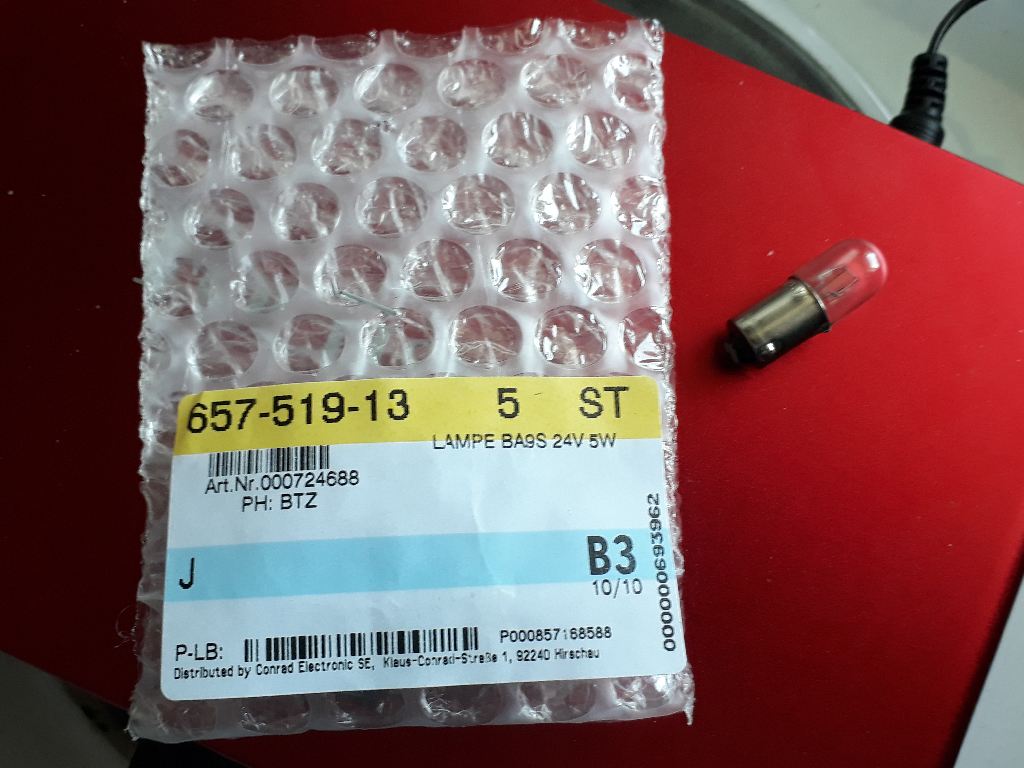 657-519-13 5 ST
LAMPE BA9S 24V 5W
Art.Nr.000724688
PH: BTZ
J B3
10/10
000000693962
P-LB: P000857168588
Distributed by Conrad Electronic SE, Klaus-Conrad-Straße 1, 92240 Hirschau